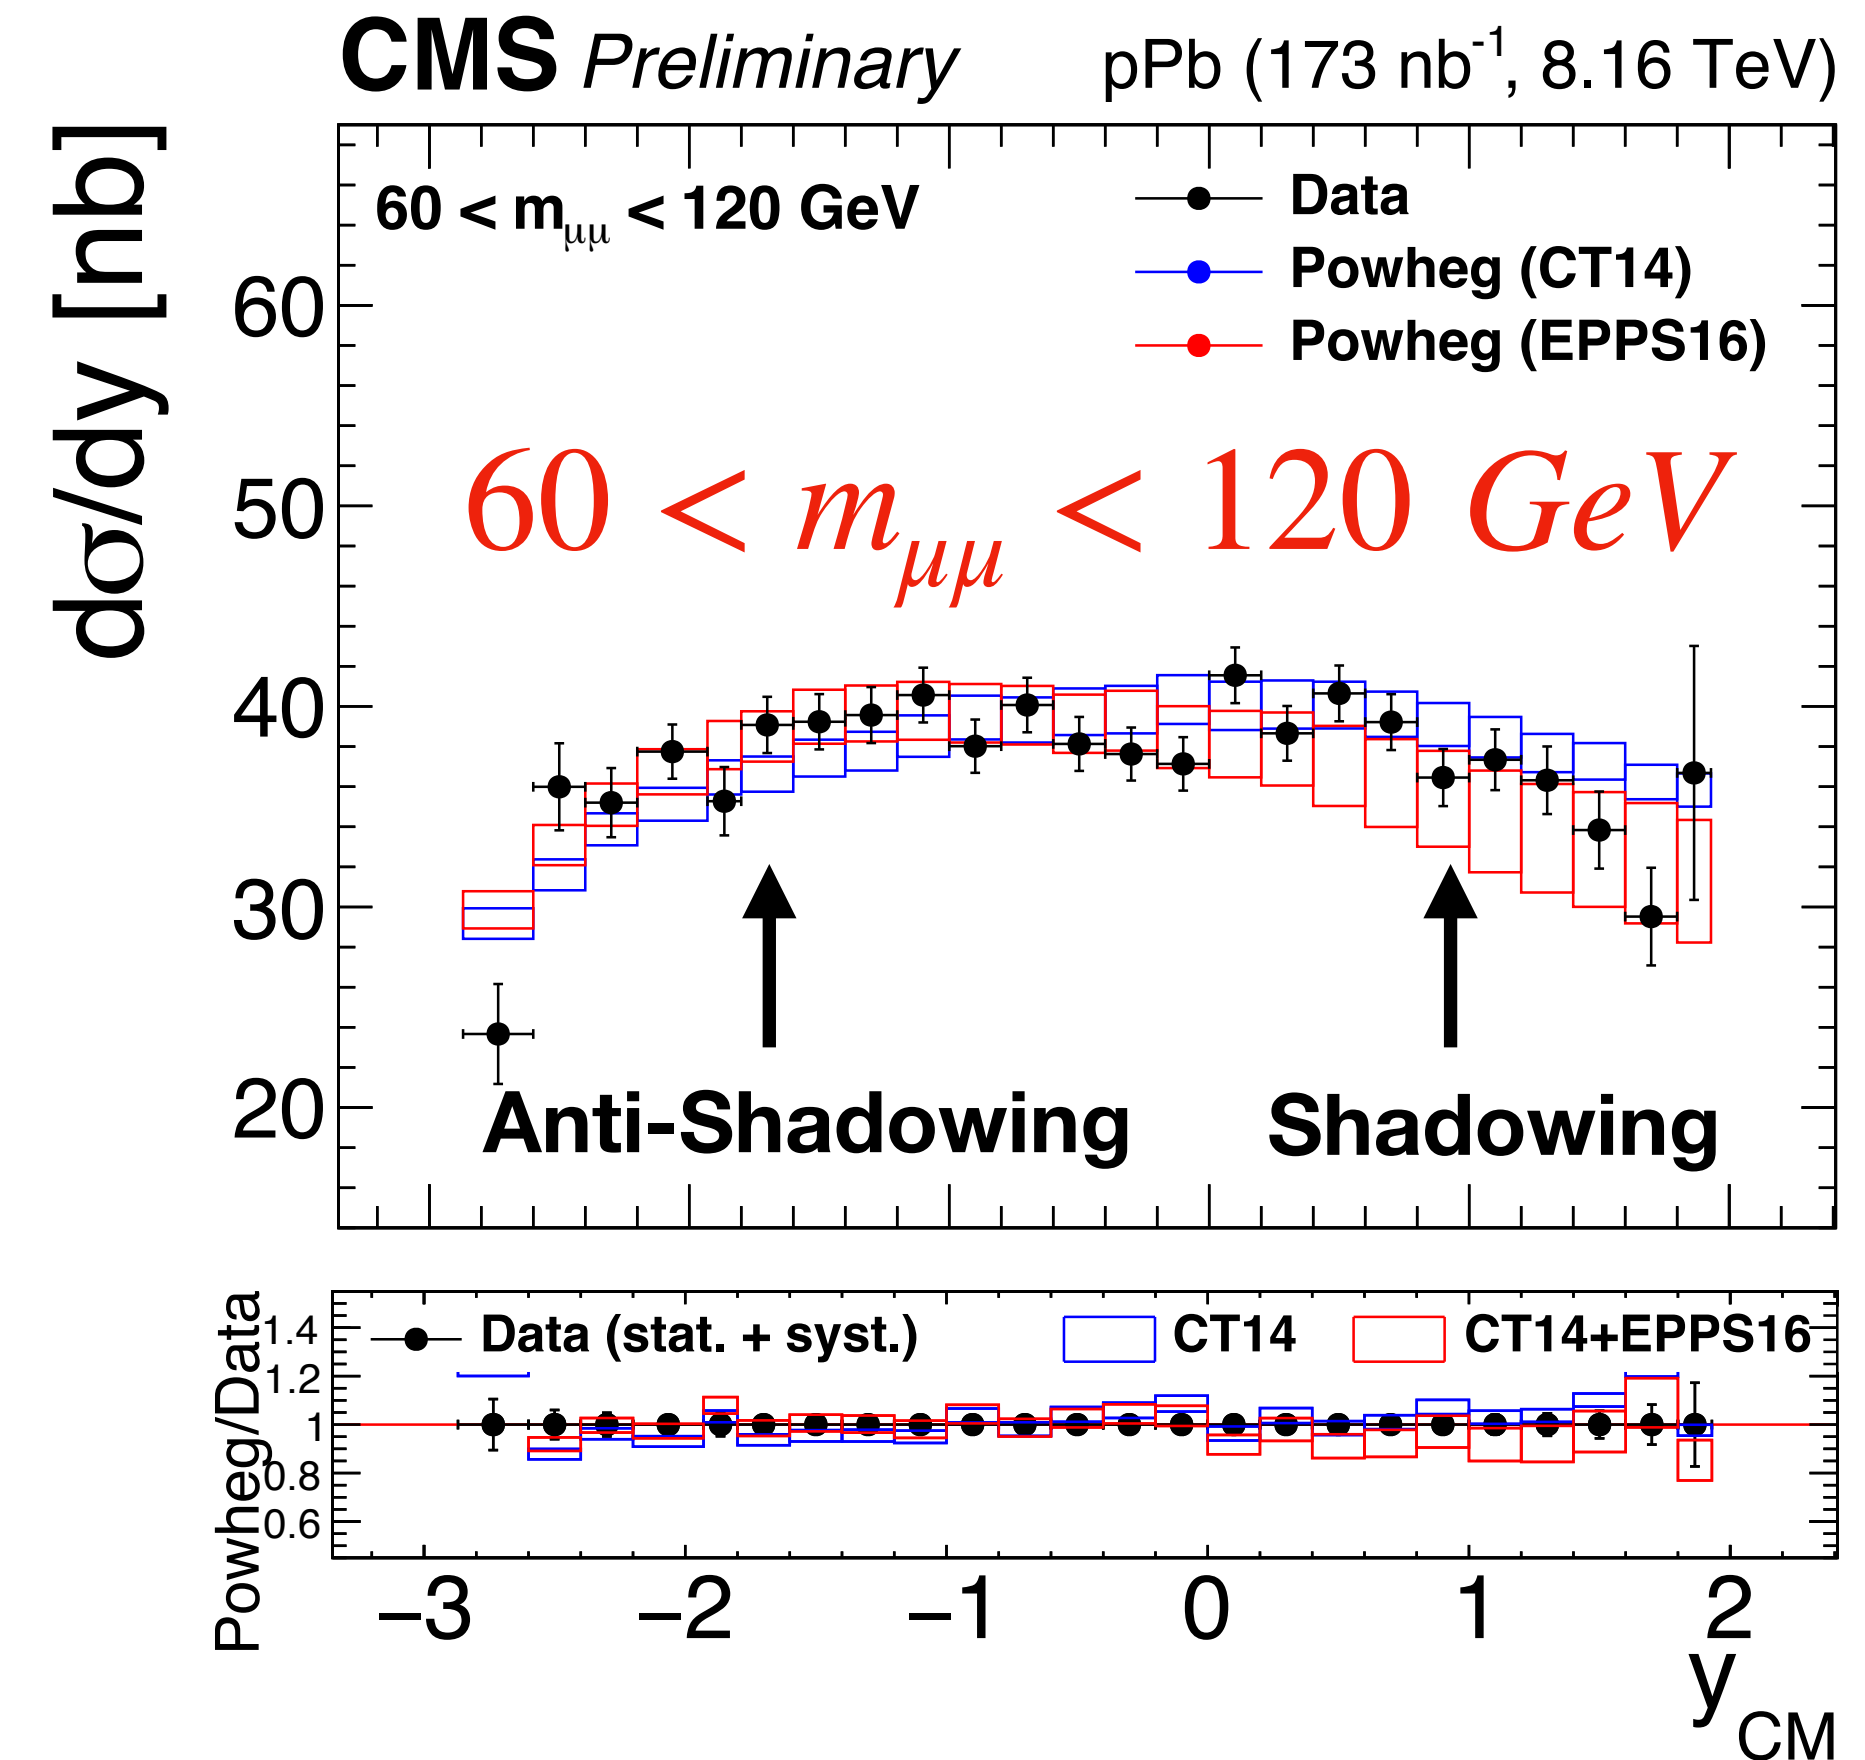 CMS Preliminary pPb (173 nb-1, 8.16 TeV)
dσ/dy [nb]
60 < mμμ < 120 GeV
Data
Powheg (CT14)
Powheg (EPPS16)
60 < mμμ < 120 GeV
60
50
40
30
20
Anti-Shadowing
Shadowing
Powheg/Data
Data (stat. + syst.)
CT14
CT14+EPPS16
1.4
1.2
1
0.8
0.6
−3 −2 −1 0 1 2
yCM